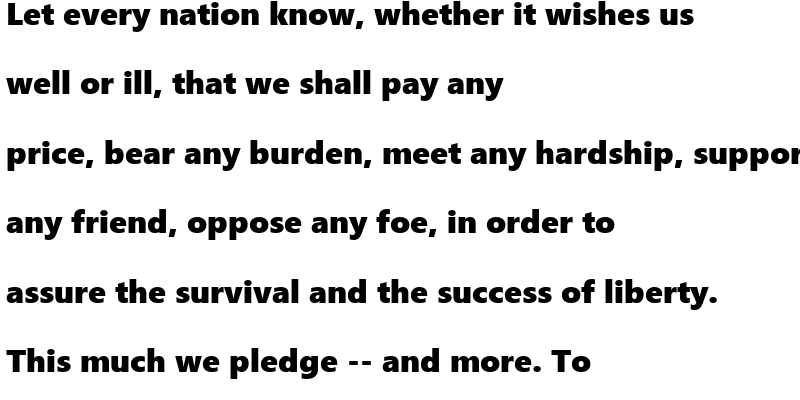 Let every nation know, whether it wishes us
well or ill, that we shall pay any
price, bear any burden, meet any hardship, suppor
any friend, oppose any foe, in order to
assure the survival and the success of liberty.
This much we pledge -- and more. To